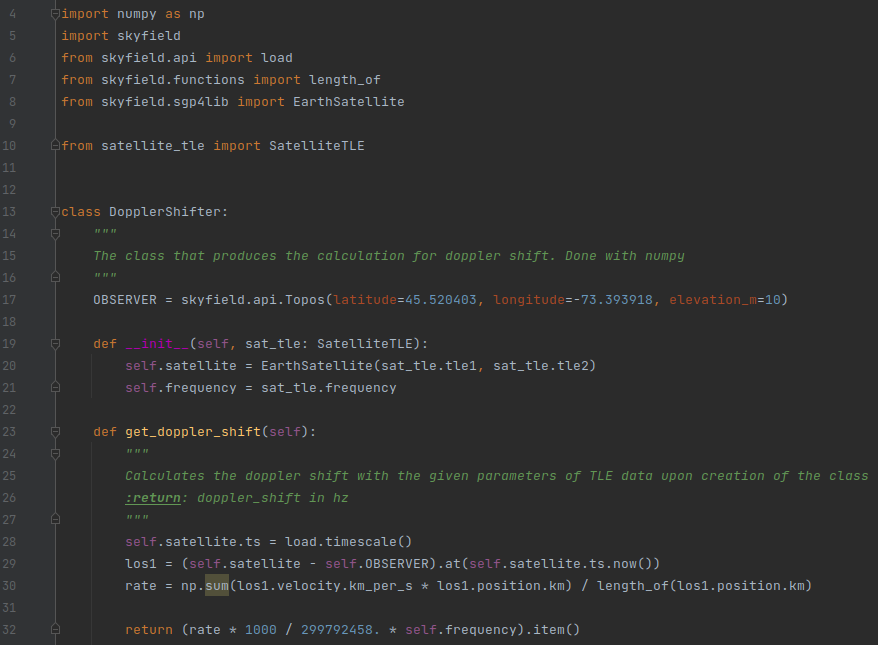 4 import numpy as np
5 import skyfield
6 from skyfield.api import load
7 from skyfield.functions import length_of
8 from skyfield.sgp4lib import EarthSatellite
9
10 from satellite_tle import SatelliteTLE
11
12
13 class DopplerShifter:
14     """
15     The class that produces the calculation for doppler shift. Done with numpy
16     """
17     OBSERVER = skyfield.api.Topos(latitude=45.520403, longitude=-73.393918, elevation_m=10)
18
19     def __init__(self, sat_tle: SatelliteTLE):
20         self.satellite = EarthSatellite(sat_tle.tle1, sat_tle.tle2)
21         self.frequency = sat_tle.frequency
22
23     def get_doppler_shift(self):
24         """
25         Calculates the doppler shift with the given parameters of TLE data upon creation of the class
26         :return: doppler_shift in hz
27         """
28         self.satellite.ts = load.timescale()
29         los1 = (self.satellite - self.OBSERVER).at(self.satellite.ts.now())
30         rate = np.sum(los1.velocity.km_per_s * los1.position.km) / length_of(los1.position.km)
31
32         return (rate * 1000 / 299792458. * self.frequency).item()